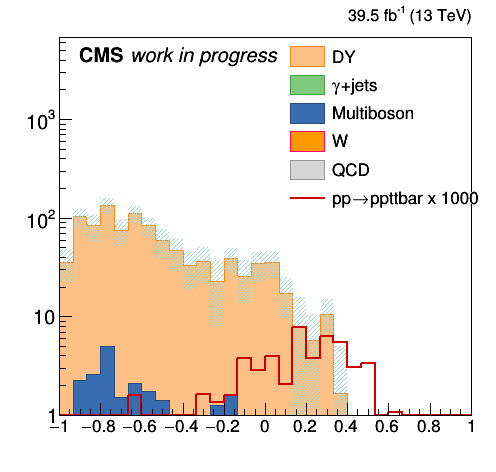 39.5 fb⁻¹ (13 TeV)
CMS work in progress
DY
γ+jets
Multiboson
W
QCD
pp→ppttbar x 1000
10³
10²
10
1
−1 −0.8 −0.6 −0.4 −0.2 0 0.2 0.4 0.6 0.8 1